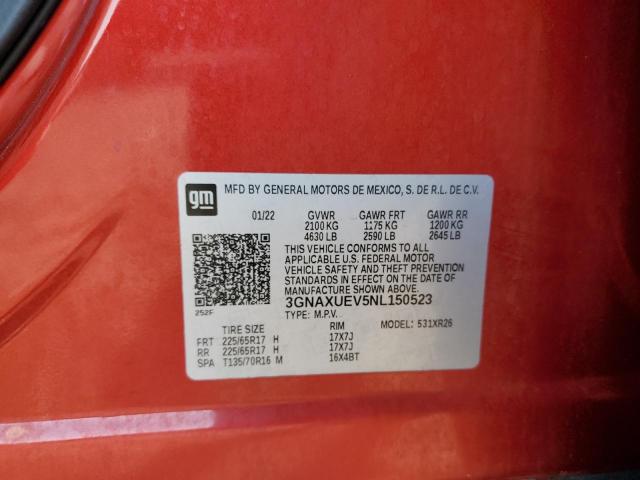 gm
MFD BY GENERAL MOTORS DE MEXICO, S. DE R.L. DE C.V.
01/22 GVWR GAWR FRT GAWR RR
2100 KG 1175 KG 1200 KG
4630 LB 2590 LB 2645 LB
THIS VEHICLE CONFORMS TO ALL
APPLICABLE U.S. FEDERAL MOTOR
VEHICLE SAFETY AND THEFT PREVENTION
STANDARDS IN EFFECT ON THE DATE OF
MANUFACTURE SHOWN ABOVE.
252F
3GNAXUEV5NL150523
TYPE: M.P.V. MODEL: 531XR26
TIRE SIZE RIM
FRT 225/65R17 H 17X7J
RR 225/65R17 H 17X7J
SPA T135/70R16 M 16X4BT